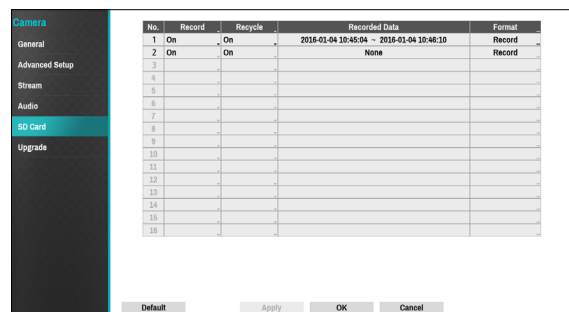 Camera
General
Advanced Setup
Stream
Audio
SD Card
Upgrade
No. Record Recycle Recorded Data Format
1 On On 2016-01-04 10:45:04 ~ 2016-01-04 10:46:10 Record
2 On On None Record
3
4
5
6
7
8
9
10
11
12
13
14
15
16
Default Apply OK Cancel